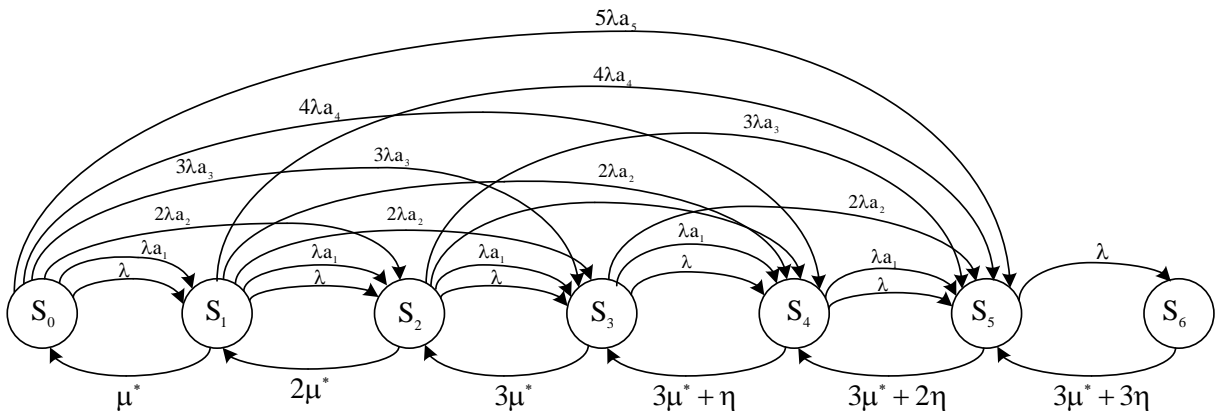 5λa₅
4λa₄
4λa₄
3λa₃
3λa₃
3λa₃
2λa₂
2λa₂
2λa₂
2λa₂
λa₁
λa₁
λa₁
λa₁
λa₁
λ
λ
λ
λ
λ
λ
S₀
S₁
S₂
S₃
S₄
S₅
S₆
μ*
2μ*
3μ*
3μ* + η
3μ* + 2η
3μ* + 3η